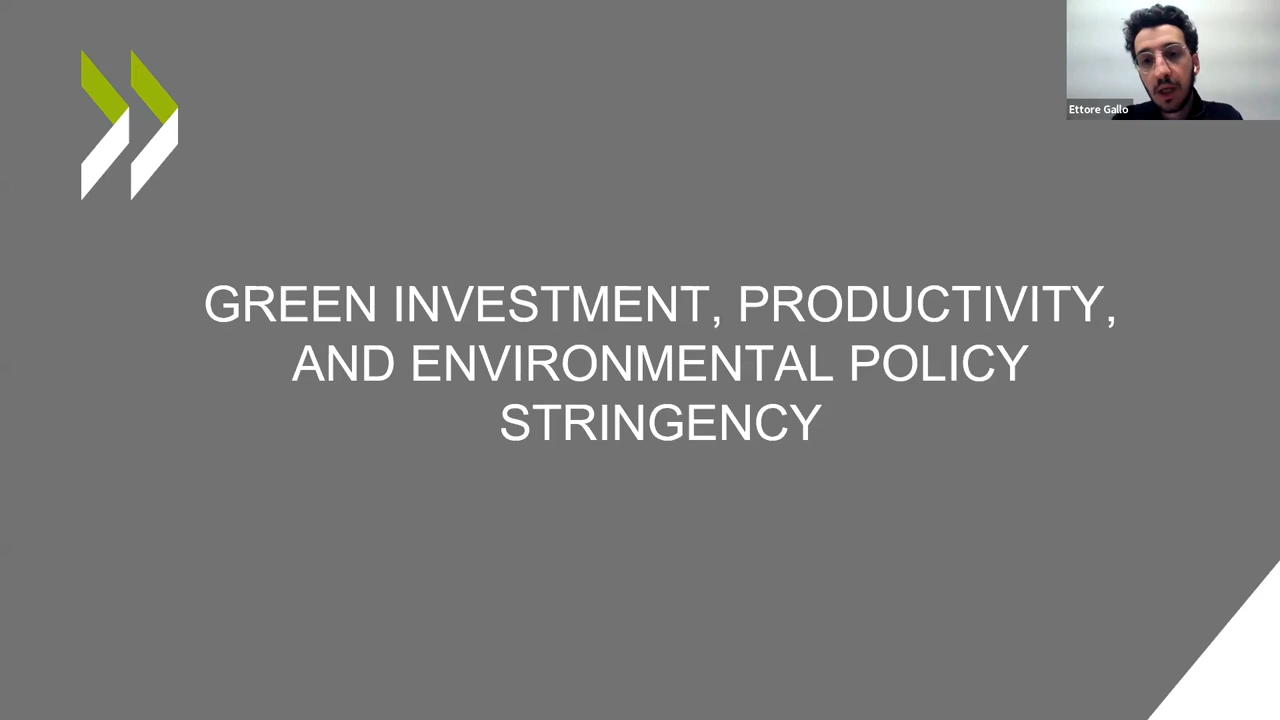 Ettore Gallo
GREEN INVESTMENT, PRODUCTIVITY,
AND ENVIRONMENTAL POLICY
STRINGENCY